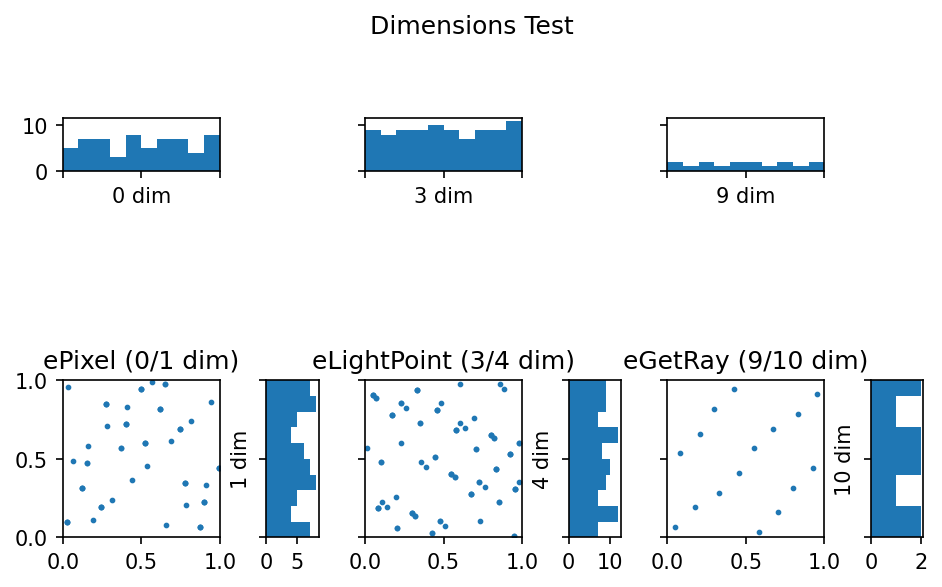 Dimensions Test
10
0
0 dim
3 dim
9 dim
ePixel (0/1 dim)
eLightPoint (3/4 dim)
eGetRay (9/10 dim)
1.0
0.5
0.0
1 dim
4 dim
10 dim
0.0 0.5 1.0 0 5 0.0 0.5 1.0 0 10 0.0 0.5 1.0 0 2